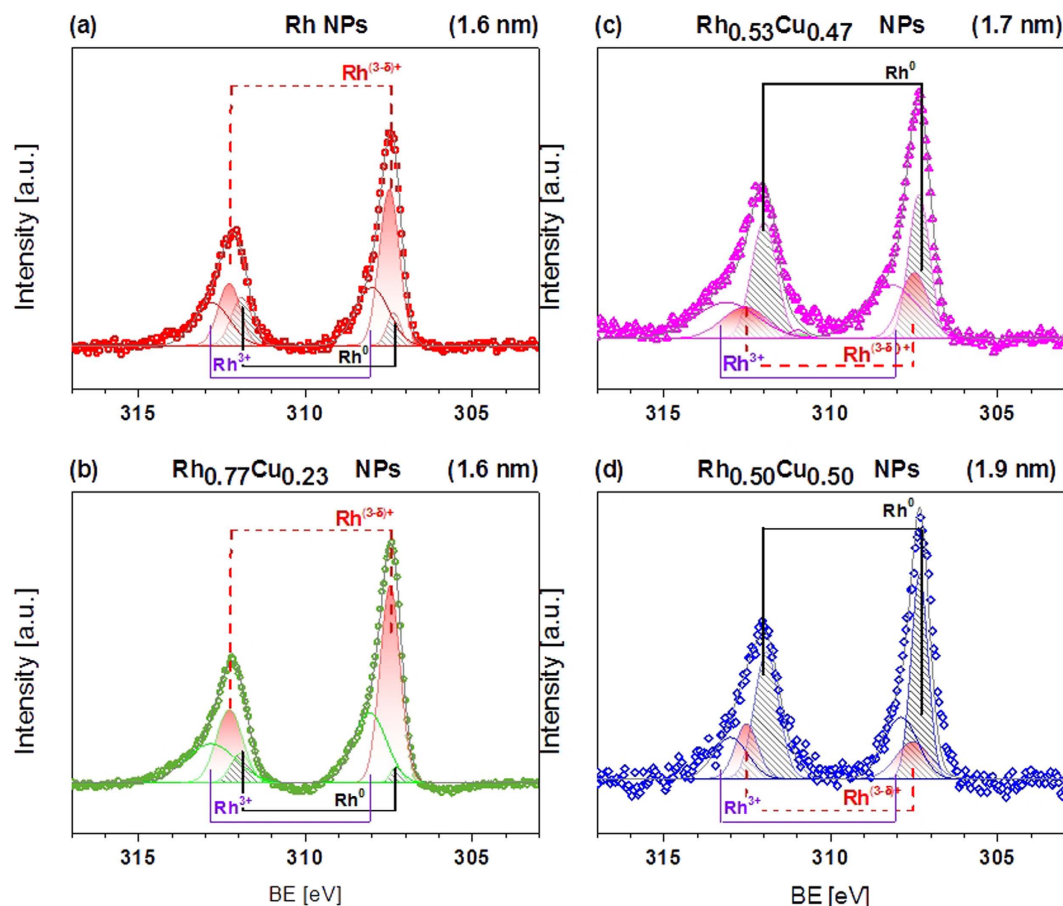 (a) Rh NPs (1.6 nm)
Intensity [a.u.]
Rh(3-δ)+
Rh3+
Rh0
315 310 305
(c) Rh0.53Cu0.47 NPs (1.7 nm)
Intensity [a.u.]
Rh0
Rh3+
Rh(3-δ)+
315 310 305
(b) Rh0.77Cu0.23 NPs (1.6 nm)
Intensity [a.u.]
Rh(3-δ)+
Rh3+
Rh0
315 310 305
BE [eV]
(d) Rh0.50Cu0.50 NPs (1.9 nm)
Intensity [a.u.]
Rh0
Rh3+
Rh(3-δ)+
315 310 305
BE [eV]